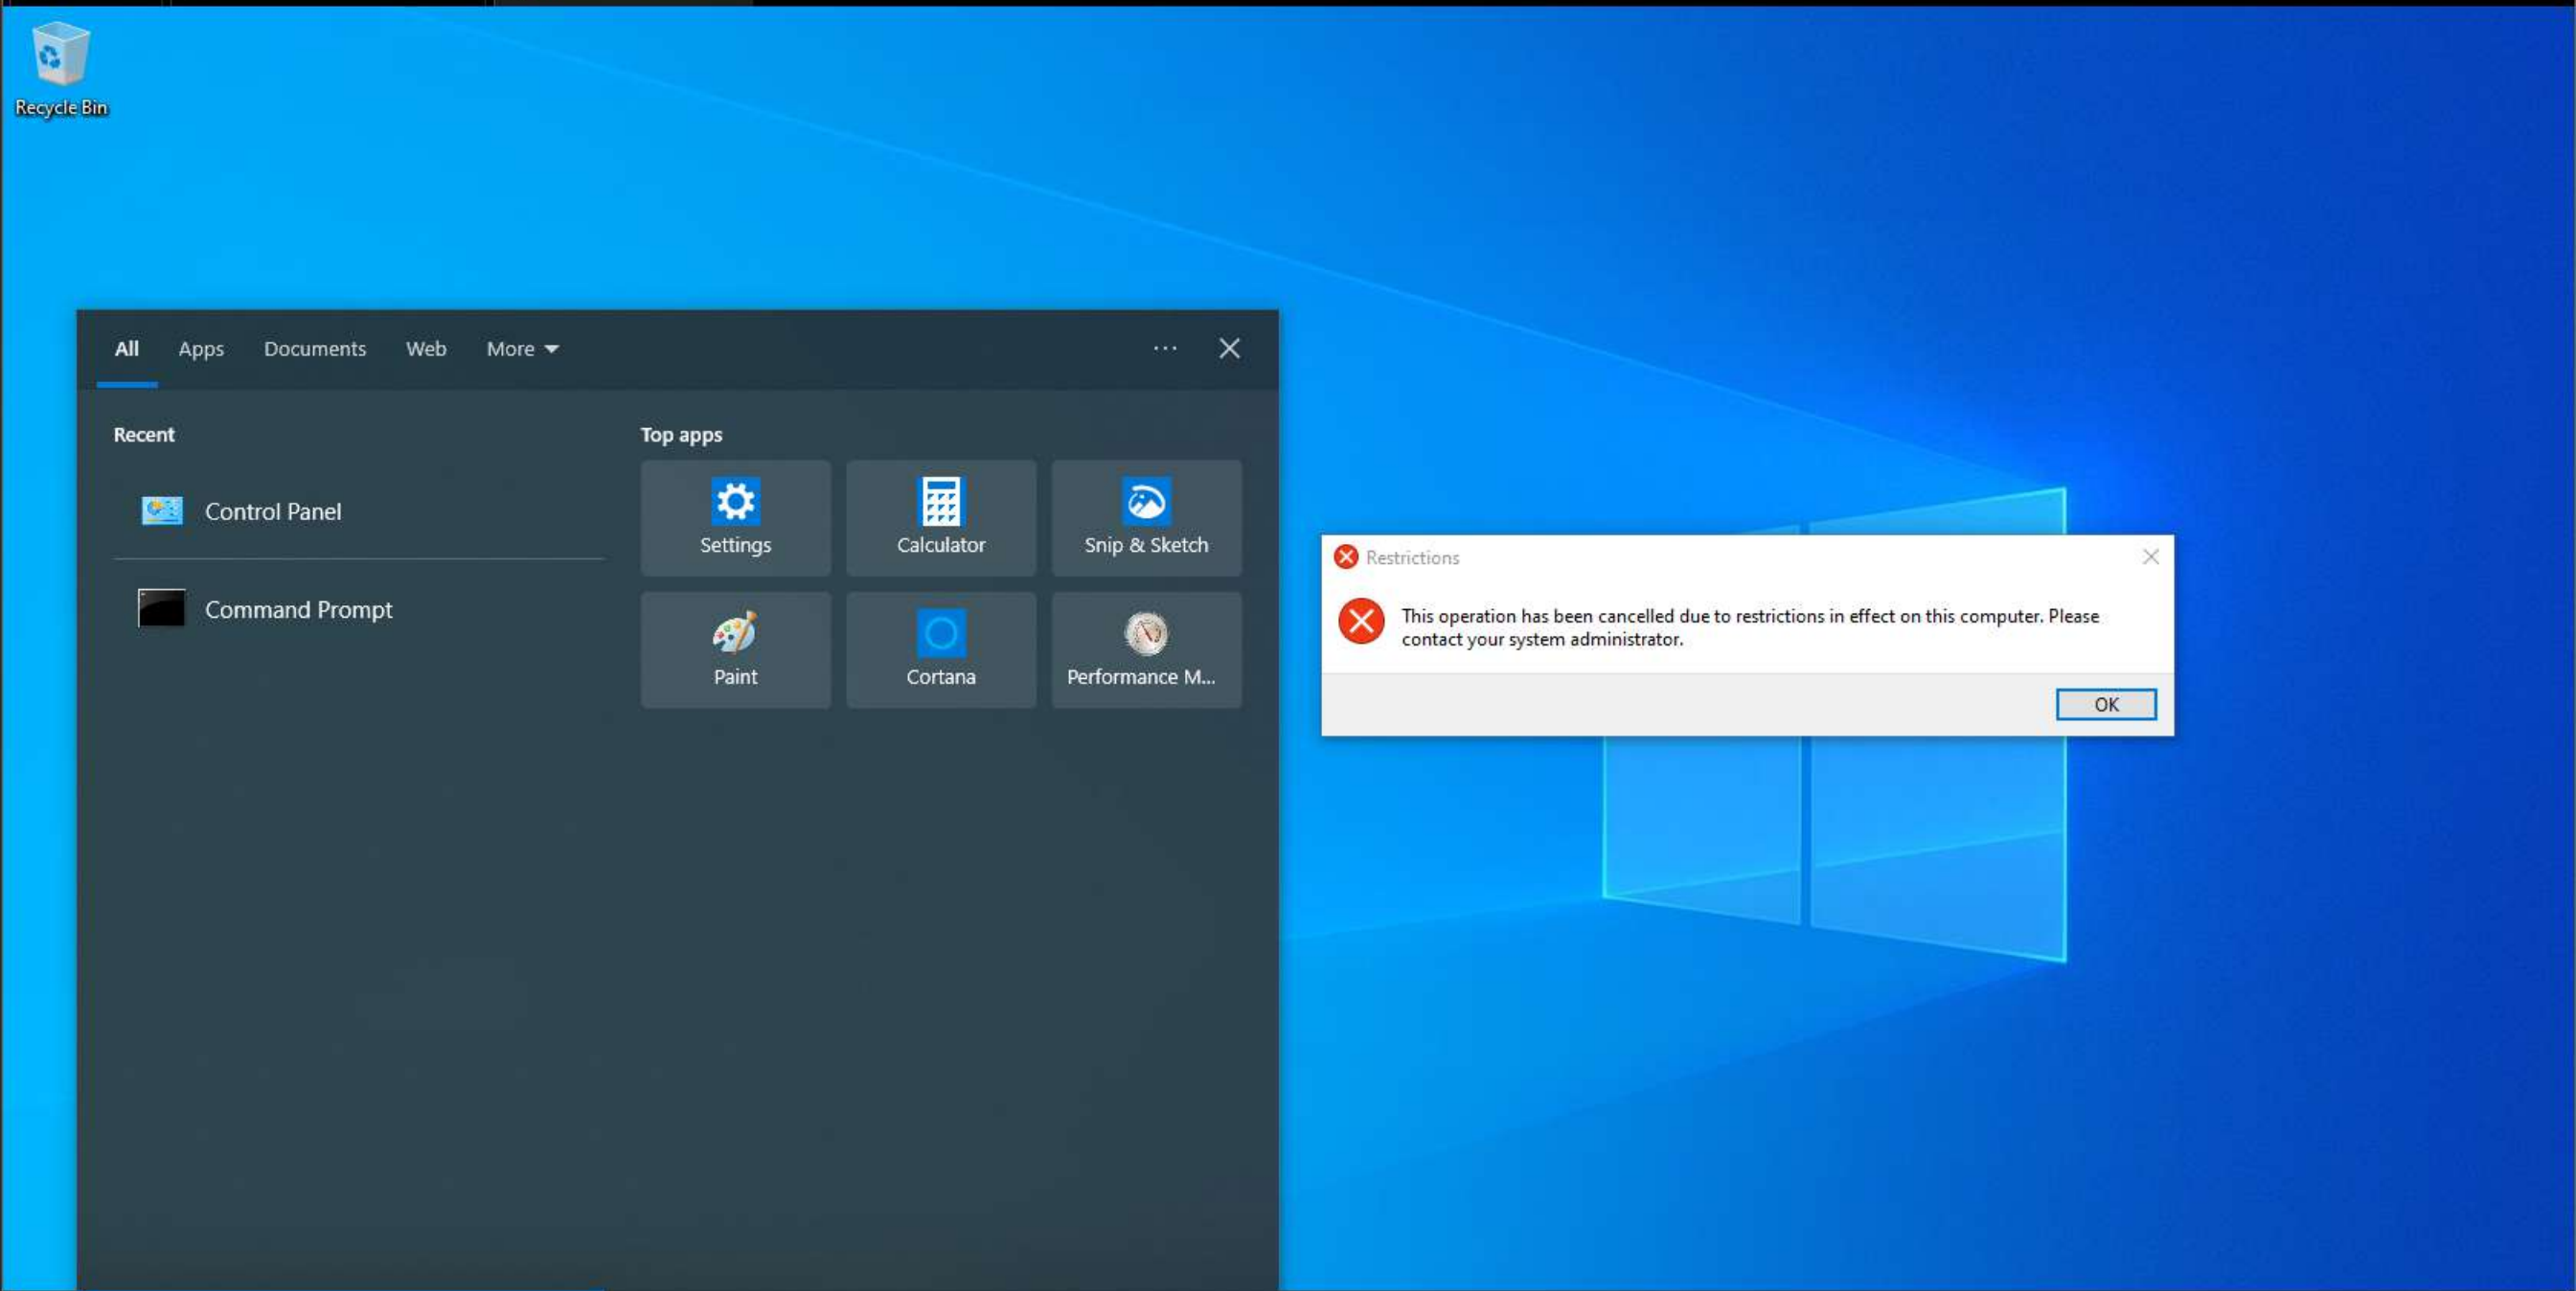 Recycle Bin
All Apps Documents Web More
Recent
Top apps
Control Panel
Command Prompt
Settings
Calculator
Snip & Sketch
Paint
Cortana
Performance M...
Restrictions
This operation has been cancelled due to restrictions in effect on this computer. Please
contact your system administrator.
OK